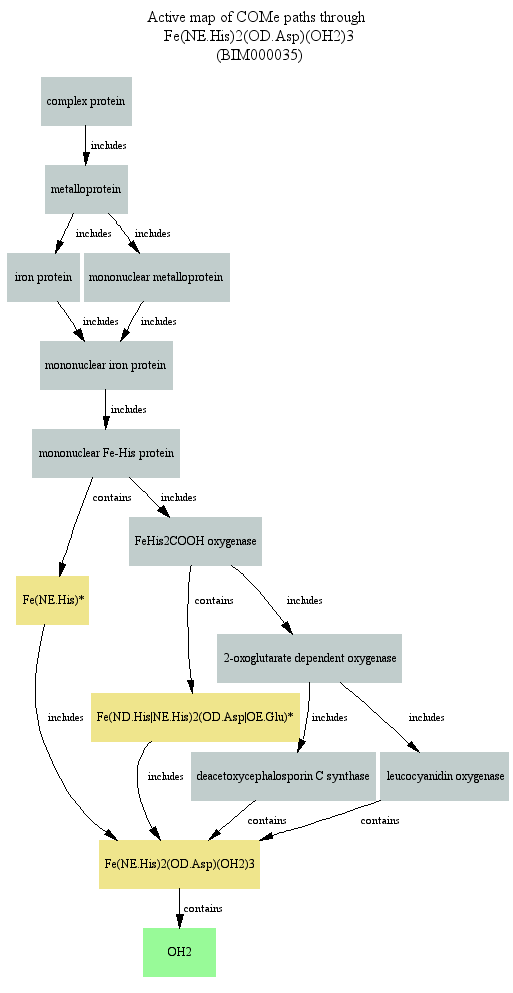 Active map of COMe paths through
Fe(NE.His)2(OD.Asp)(OH2)3
(BIM000035)
complex protein
includes
metalloprotein
includes
includes
iron protein
mononuclear metalloprotein
includes
includes
mononuclear iron protein
includes
mononuclear Fe-His protein
contains
includes
FeHis2COOH oxygenase
Fe(NE.His)*
contains
includes
2-oxoglutarate dependent oxygenase
Fe(ND.His|NE.His)2(OD.Asp|OE.Glu)*
includes
includes
includes
includes
deacetoxycephalosporin C synthase
leucocyanidin oxygenase
contains
contains
Fe(NE.His)2(OD.Asp)(OH2)3
contains
OH2